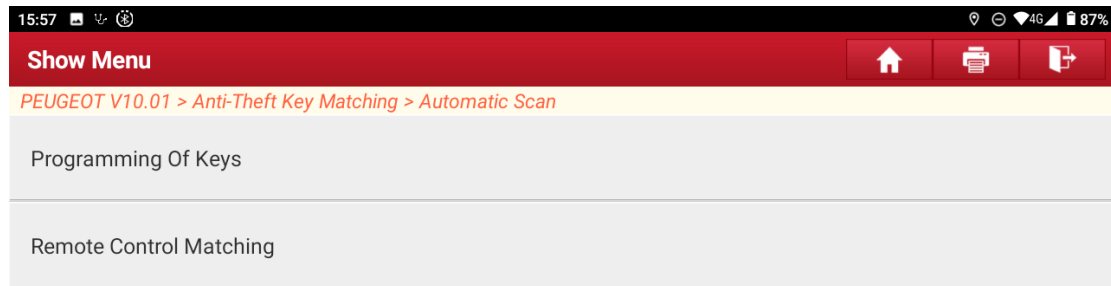 15:57 4G 87%
Show Menu
PEUGEOT V10.01 > Anti-Theft Key Matching > Automatic Scan
Programming Of Keys
Remote Control Matching